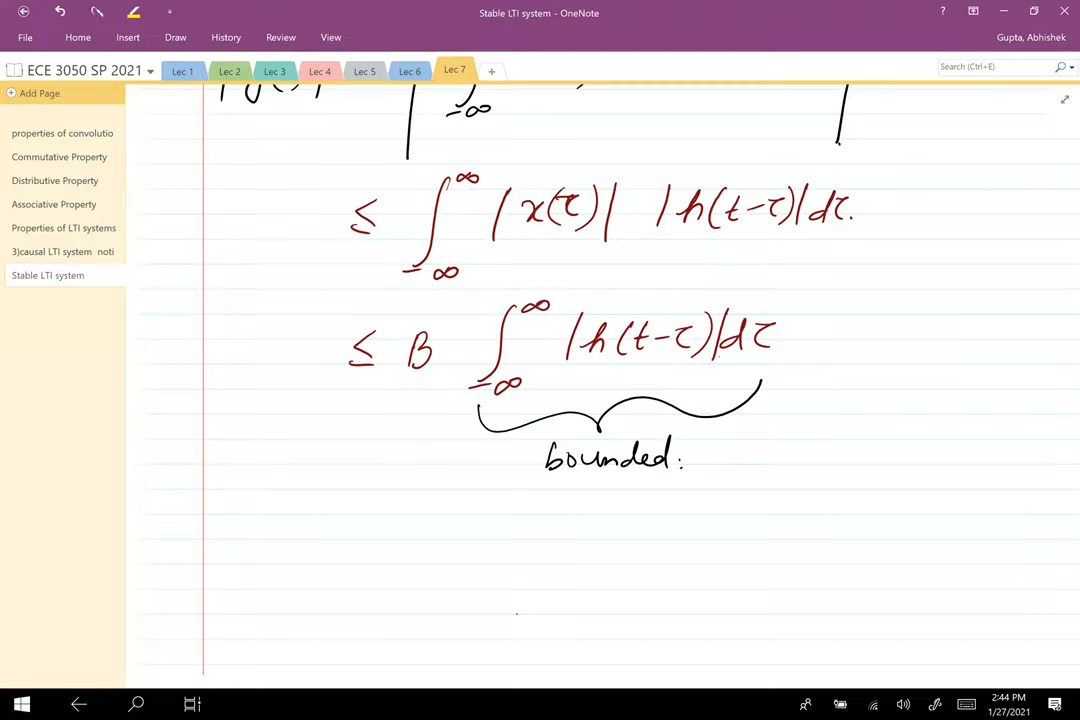 Stable LTI system - OneNote
Gupta, Abhishek
File Home Insert Draw History Review View
ECE 3050 SP 2021
Lec 1 Lec 2 Lec 3 Lec 4 Lec 5 Lec 6 Lec 7
Search (Ctrl+E)
Add Page
properties of convolutio
Commutative Property
Distributive Property
Associative Property
Properties of LTI systems
3)causal LTI system noti
Stable LTI system
-∞
≤ ∫_{-∞}^{∞} |x(τ)| |h(t-τ)|dτ.
≤ B ∫_{-∞}^{∞} |h(t-τ)|dτ
bounded:
2:44 PM
1/27/2021